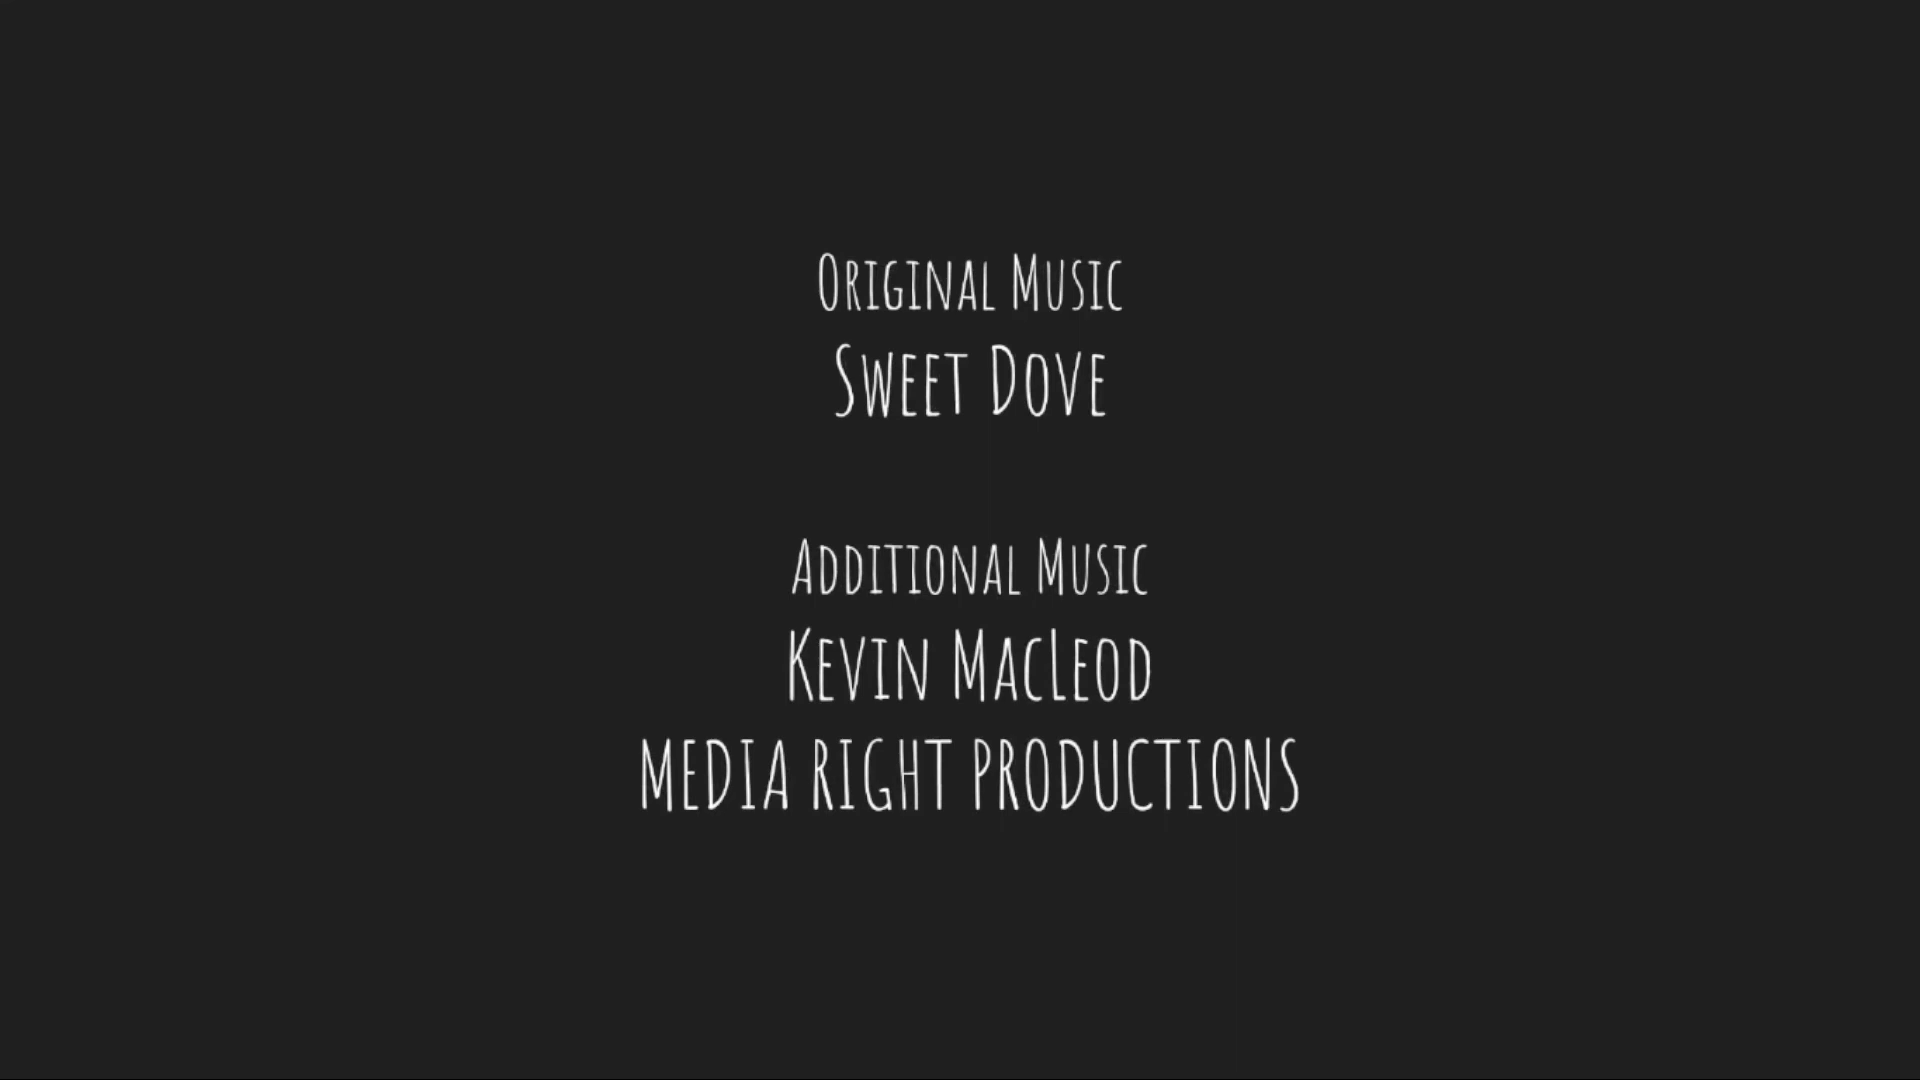 Original Music
Sweet Dove
Additional Music
Kevin MacLeod
MEDIA RIGHT PRODUCTIONS